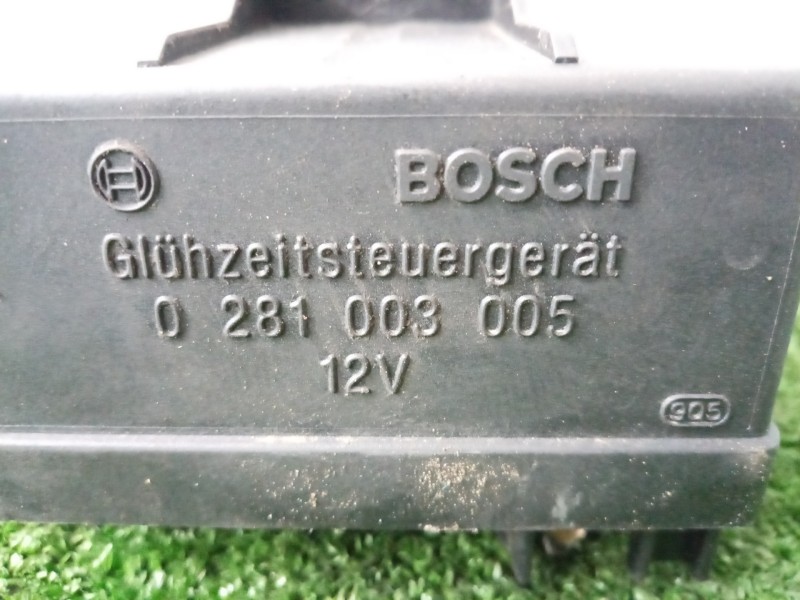 BOSCH
Glühzeitsteuergerät
0 281 003 005
12V
905